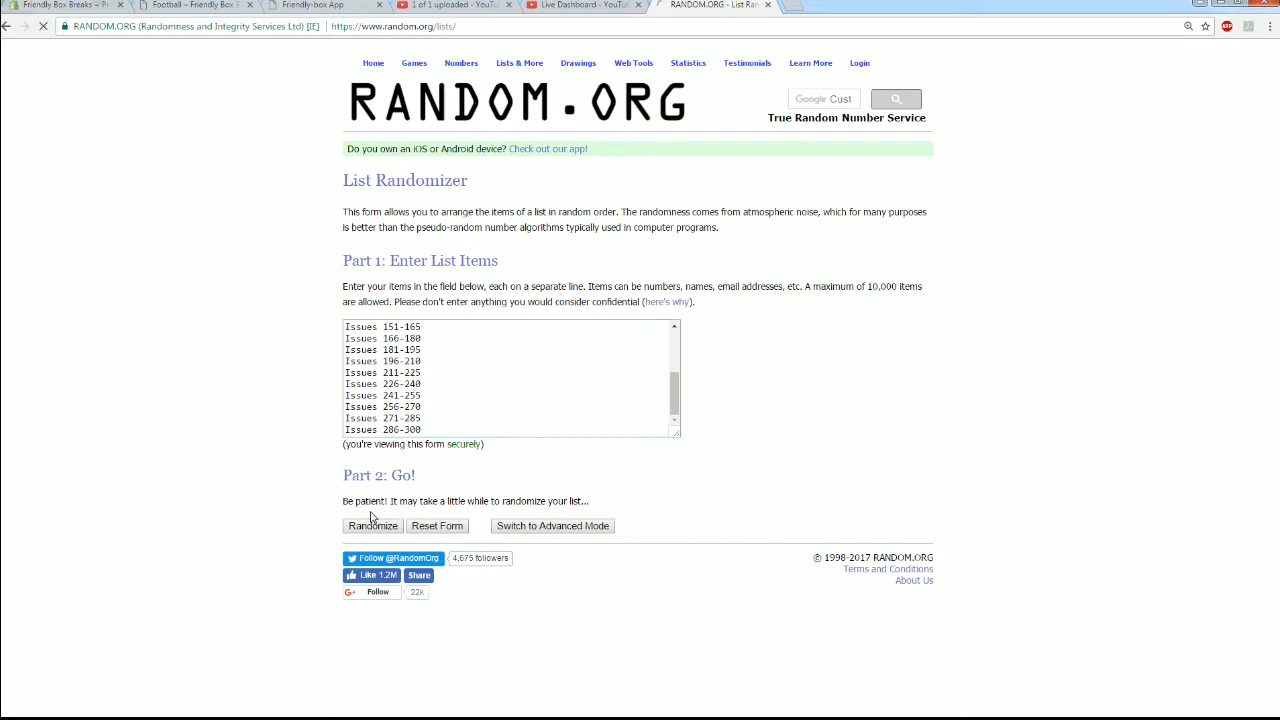 Friendly Box Breaks – Pr
Football – Friendly Box B
Friendly-box App
1 of 1 uploaded - YouTu
Live Dashboard - YouTub
RANDOM.ORG - List Ran
RANDOM.ORG (Randomness and Integrity Services Ltd) [IE]
https://www.random.org/lists/
ABP
Home Games Numbers Lists & More Drawings Web Tools Statistics Testimonials Learn More Login
RANDOM.ORG
Google Cust
True Random Number Service
Do you own an iOS or Android device? Check out our app!
List Randomizer
This form allows you to arrange the items of a list in random order. The randomness comes from atmospheric noise, which for many purposes
is better than the pseudo-random number algorithms typically used in computer programs.
Part 1: Enter List Items
Enter your items in the field below, each on a separate line. Items can be numbers, names, email addresses, etc. A maximum of 10,000 items
are allowed. Please don't enter anything you would consider confidential (here's why).
Issues 151-165
Issues 166-180
Issues 181-195
Issues 196-210
Issues 211-225
Issues 226-240
Issues 241-255
Issues 256-270
Issues 271-285
Issues 286-300
(you're viewing this form securely)
Part 2: Go!
Be patient! It may take a little while to randomize your list...
Randomize Reset Form Switch to Advanced Mode
Follow @RandomOrg 4,675 followers
© 1998-2017 RANDOM.ORG
Like 1.2M Share
Terms and Conditions
About Us
G+ Follow 22k